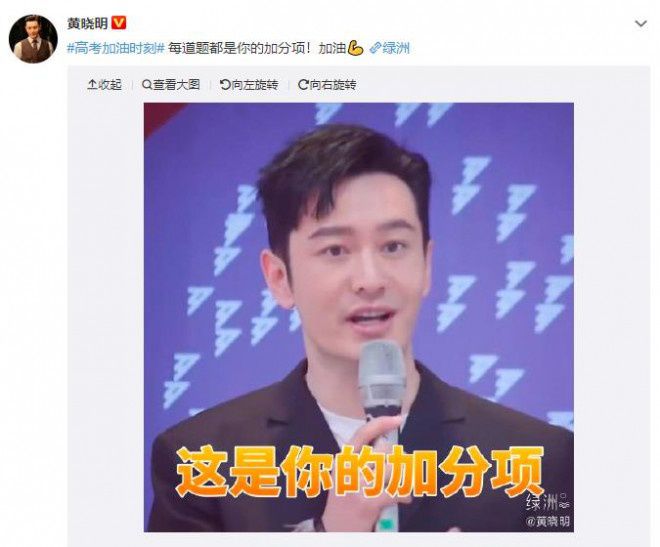 黄晓明
#高考加油时刻# 每道题都是你的加分项！加油💪 绿洲
收起 查看大图 向左旋转 向右旋转
这是你的加分项
绿洲
@黄晓明